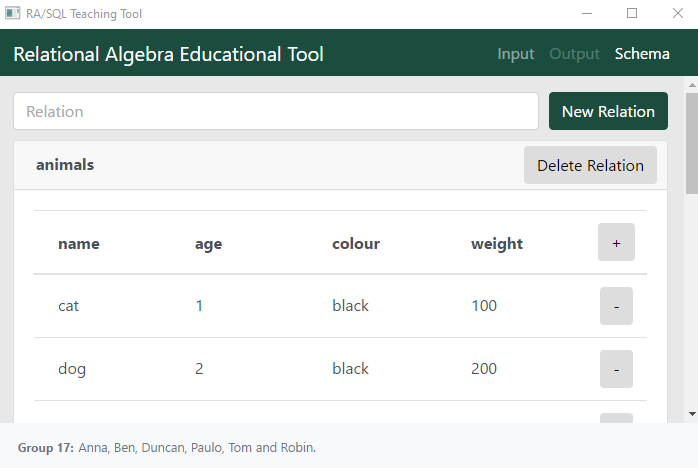 RA/SQL Teaching Tool
Relational Algebra Educational Tool Input Output Schema
Relation New Relation
animals Delete Relation
name age colour weight +
cat 1 black 100 -
dog 2 black 200 -
Group 17: Anna, Ben, Duncan, Paulo, Tom and Robin.